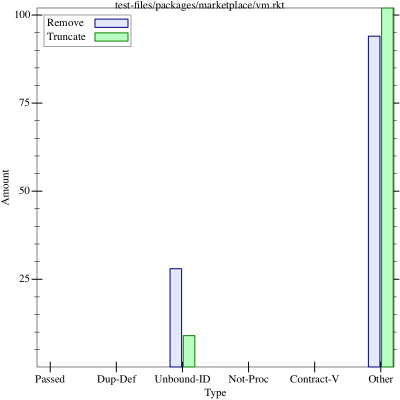 test-files/packages/marketplace/vm.rkt
Remove
Truncate
100
75
50
25
Amount
Passed Dup-Def Unbound-ID Not-Proc Contract-V Other
Type